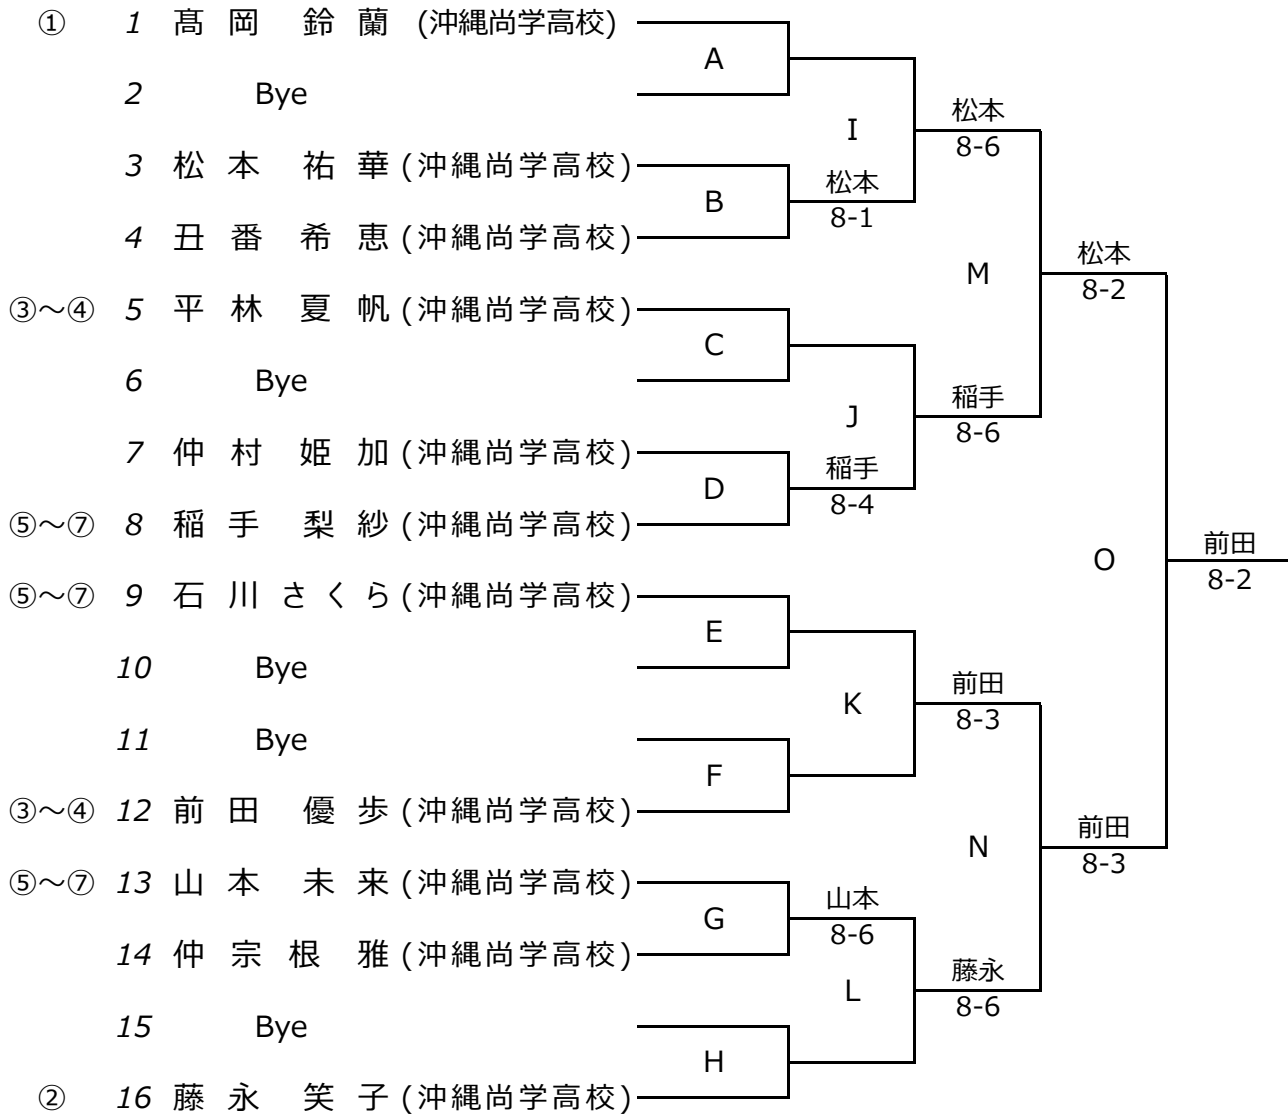 ① 1 髙岡 鈴蘭 (沖縄尚学高校)
A
2 Bye
松本
I
8-6
3 松本 祐華 (沖縄尚学高校)
松本
B
8-1
4 丑番 希恵 (沖縄尚学高校)
松本
M
8-2
③～④ 5 平林 夏帆 (沖縄尚学高校)
C
6 Bye
稲手
J
8-6
7 仲村 姫加 (沖縄尚学高校)
稲手
D
8-4
⑤～⑦ 8 稲手 梨紗 (沖縄尚学高校)
前田
O
8-2
⑤～⑦ 9 石川さくら (沖縄尚学高校)
E
10 Bye
前田
K
8-3
11 Bye
F
③～④ 12 前田 優歩 (沖縄尚学高校)
前田
N
8-3
⑤～⑦ 13 山本 未来 (沖縄尚学高校)
山本
G
8-6
14 仲宗根 雅 (沖縄尚学高校)
藤永
L
8-6
15 Bye
H
② 16 藤永 笑子 (沖縄尚学高校)